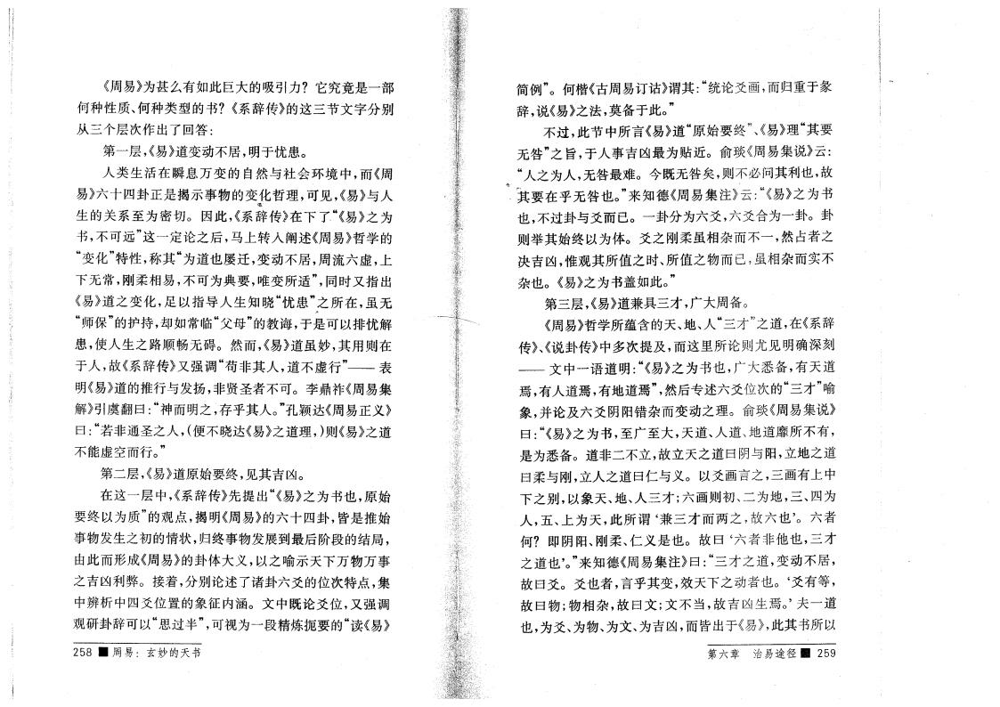 《周易》为甚么有如此巨大的吸引力？它究竟是一部
何种性质、何种类型的书？《系辞传》的这三节文字分别
从三个层次作出了回答：
第一层，《易》道变动不居，明于忧患。
人类生活在瞬息万变的自然与社会环境中，而《周
易》六十四卦正是揭示事物的变化哲理，可见，《易》与人
生的关系至为密切。因此，《系辞传》在下了“《易》之为
书，不可远”这一定论之后，马上转入阐述《周易》哲学的
“变化”特性，称其“为道也屡迁，变动不居，周流六虚，上
下无常，刚柔相易，不可为典要，唯变所适”，同时又指出
《易》道之变化，足以指导人生知晓“忧患”之所在，虽无
“师保”的护持，却如常临“父母”的教诲，于是可以排忧解
患，使人生之路顺畅无碍。然而，《易》道虽妙，其用则在
于人，故《系辞传》又强调“苟非其人，道不虚行”—— 表
明《易》道的推行与发扬，非贤圣者不可。李鼎祚《周易集
解》引虞翻曰：“神而明之，存乎其人。”孔颖达《周易正义》
曰：“若非通圣之人，（便不晓达《易》之道理，）则《易》之道
不能虚空而行。”
第二层，《易》道原始要终，见其吉凶。
在这一层中，《系辞传》先提出“《易》之为书也，原始
要终以为质”的观点，揭明《周易》的六十四卦，皆是推始
事物发生之初的情状，归终事物发展到最后阶段的结局，
由此而形成《周易》的卦体大义，以之喻示天下万物万事
之吉凶利弊。接着，分别论述了诸卦六爻的位次特点，集
中辨析中四爻位置的象征内涵。文中既论爻位，又强调
观研卦辞可以“思过半”，可视为一段精炼扼要的“读《易》
258 ■ 周易：玄妙的天书
简例”。何楷《古周易订诂》谓其：“统论爻画，而归重于彖
辞，说《易》之法，莫备于此。”
不过，此节中所言《易》道“原始要终”、《易》理“其要
无咎”之旨，于人事吉凶最为贴近。俞琰《周易集说》云：
“人之为人，无咎最难。今既无咎矣，则不必问其利也，故
其要在乎无咎也。”来知德《周易集注》云：“《易》之为书
也，不过卦与爻而已。一卦分为六爻，六爻合为一卦。卦
则举其始终以为体。爻之刚柔虽相杂而不一，然占者之
决吉凶，惟观其所值之时、所值之物而已，虽相杂而实不
杂也。《易》之为书盖如此。”
第三层，《易》道兼具三才，广大周备。
《周易》哲学所蕴含的天、地、人“三才”之道，在《系辞
传》、《说卦传》中多次提及，而这里所论则尤见明确深刻
—— 文中一语道明：“《易》之为书也，广大悉备，有天道
焉，有人道焉，有地道焉”，然后专述六爻位次的“三才”喻
象，并论及六爻阴阳错杂而变动之理。俞琰《周易集说》
曰：“《易》之为书，至广至大，天道、人道、地道靡所不有，
是为悉备。道非二不立，故立天之道曰阴与阳，立地之道
曰柔与刚，立人之道曰仁与义。以爻画言之，三画有上中
下之别，以象天、地、人三才；六画则初、二为地，三、四为
人，五、上为天，此所谓‘兼三才而两之，故六也’。六者
何？即阴阳、刚柔、仁义是也。故曰‘六者非他也，三才
之道也’。”来知德《周易集注》曰：“三才之道，变动不居，
故曰爻。爻也者，言乎其变，效天下之动者也。‘爻有等，
故曰物；物相杂，故曰文；文不当，故吉凶生焉。’夫一道
也，为爻、为物、为文、为吉凶，而皆出于《易》，此其书所以
第六章 治易途径 ■ 259